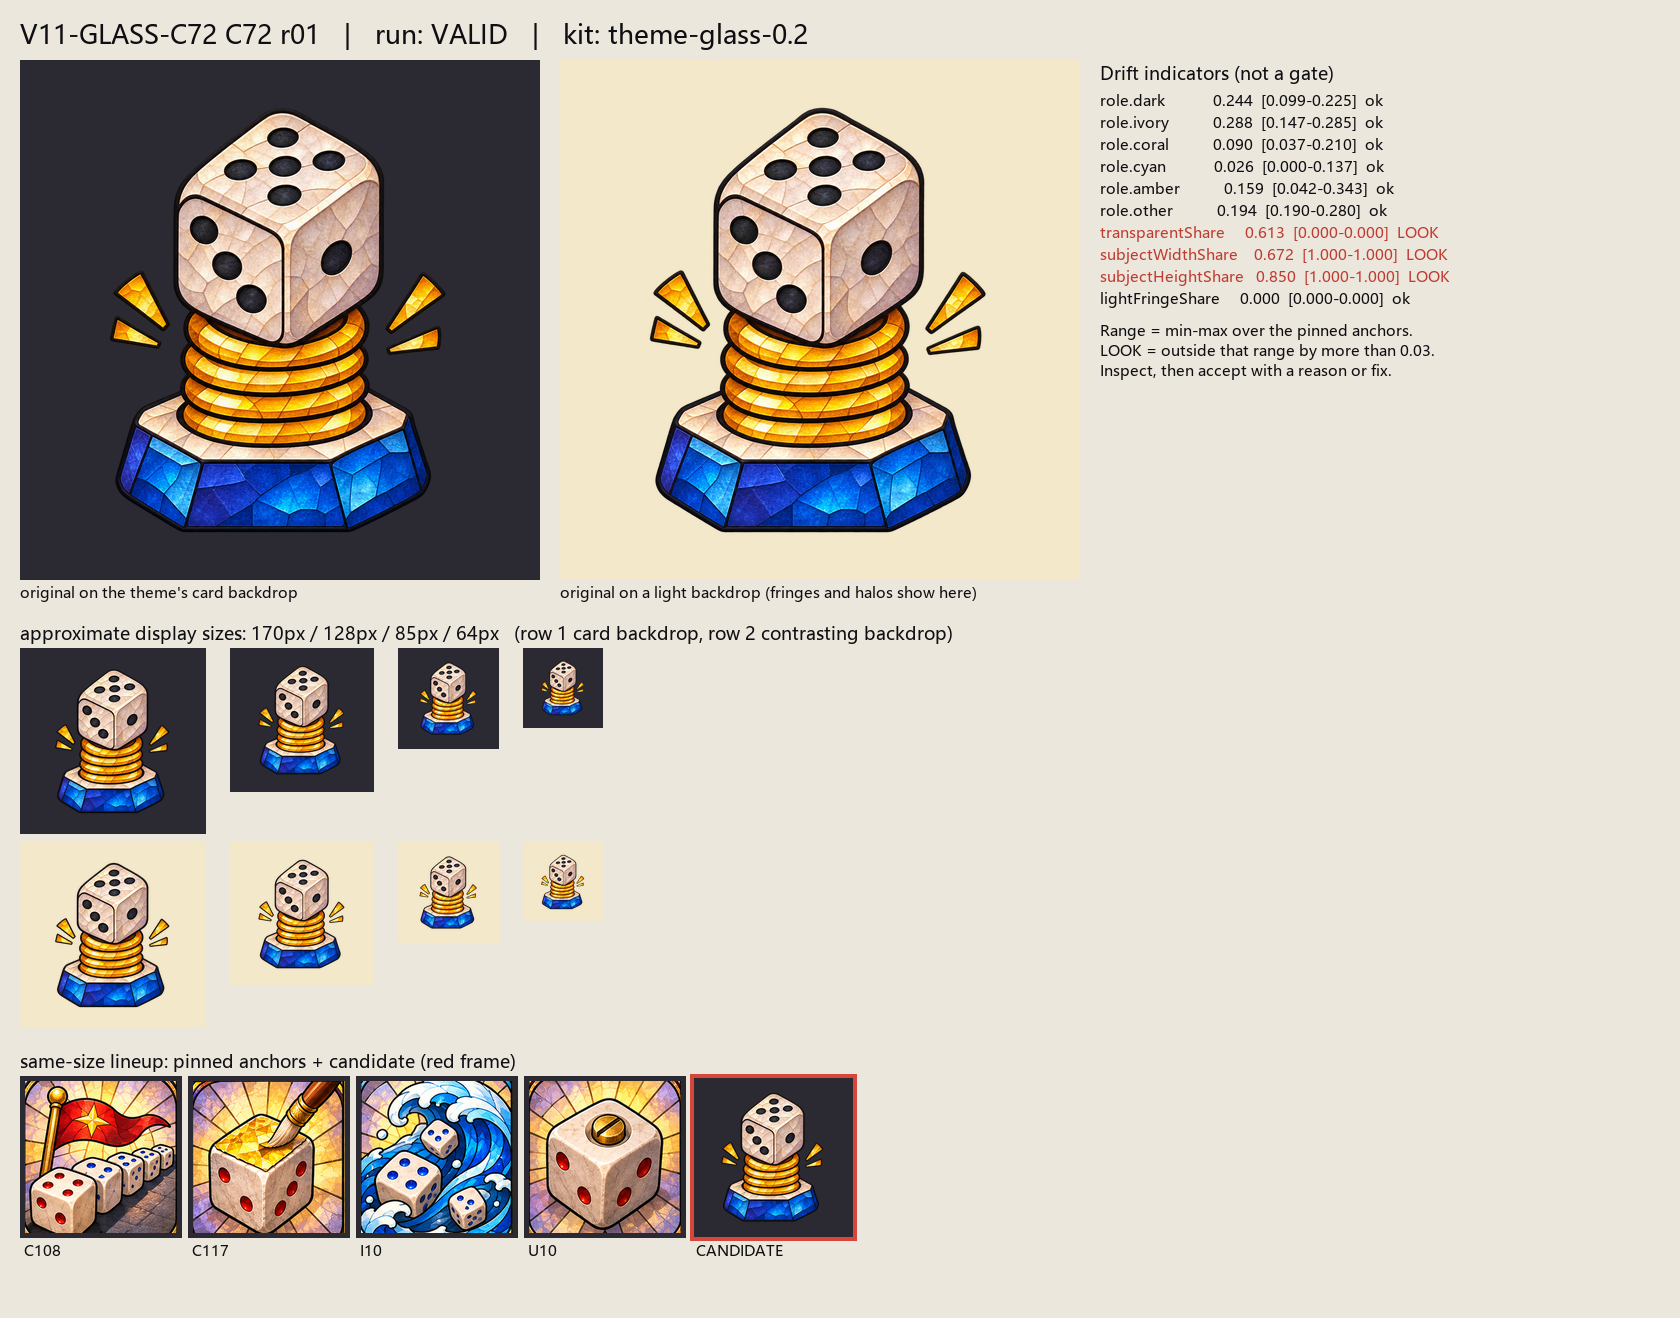 V11-GLASS-C72 C72 r01 | run: VALID | kit: theme-glass-0.2
Drift indicators (not a gate)
role.dark 0.244 [0.099-0.225] ok
role.ivory 0.288 [0.147-0.285] ok
role.coral 0.090 [0.037-0.210] ok
role.cyan 0.026 [0.000-0.137] ok
role.amber 0.159 [0.042-0.343] ok
role.other 0.194 [0.190-0.280] ok
transparentShare 0.613 [0.000-0.000] LOOK
subjectWidthShare 0.672 [1.000-1.000] LOOK
subjectHeightShare 0.850 [1.000-1.000] LOOK
lightFringeShare 0.000 [0.000-0.000] ok
Range = min-max over the pinned anchors.
LOOK = outside that range by more than 0.03.
Inspect, then accept with a reason or fix.
original on the theme's card backdrop
original on a light backdrop (fringes and halos show here)
approximate display sizes: 170px / 128px / 85px / 64px (row 1 card backdrop, row 2 contrasting backdrop)
same-size lineup: pinned anchors + candidate (red frame)
C108
C117
I10
U10
CANDIDATE